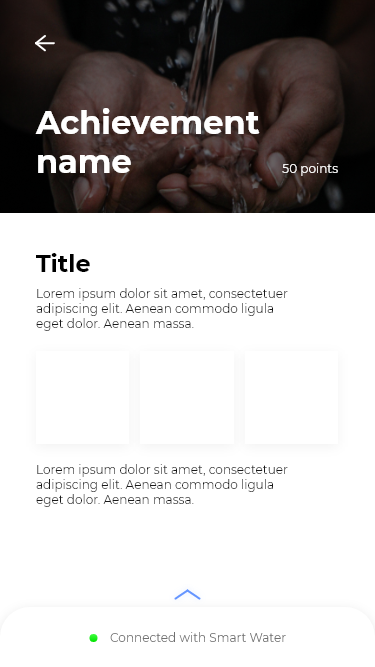 Achievement
name
50 points
Title
Lorem ipsum dolor sit amet, consectetuer
adipiscing elit. Aenean commodo ligula
eget dolor. Aenean massa.
Lorem ipsum dolor sit amet, consectetuer
adipiscing elit. Aenean commodo ligula
eget dolor. Aenean massa.
Connected with Smart Water